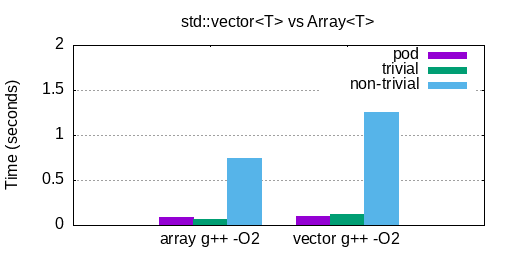 std::vector<T> vs Array<T>
Time (seconds)
2
1.5
1
0.5
0
pod
trivial
non-trivial
array g++ -O2
vector g++ -O2